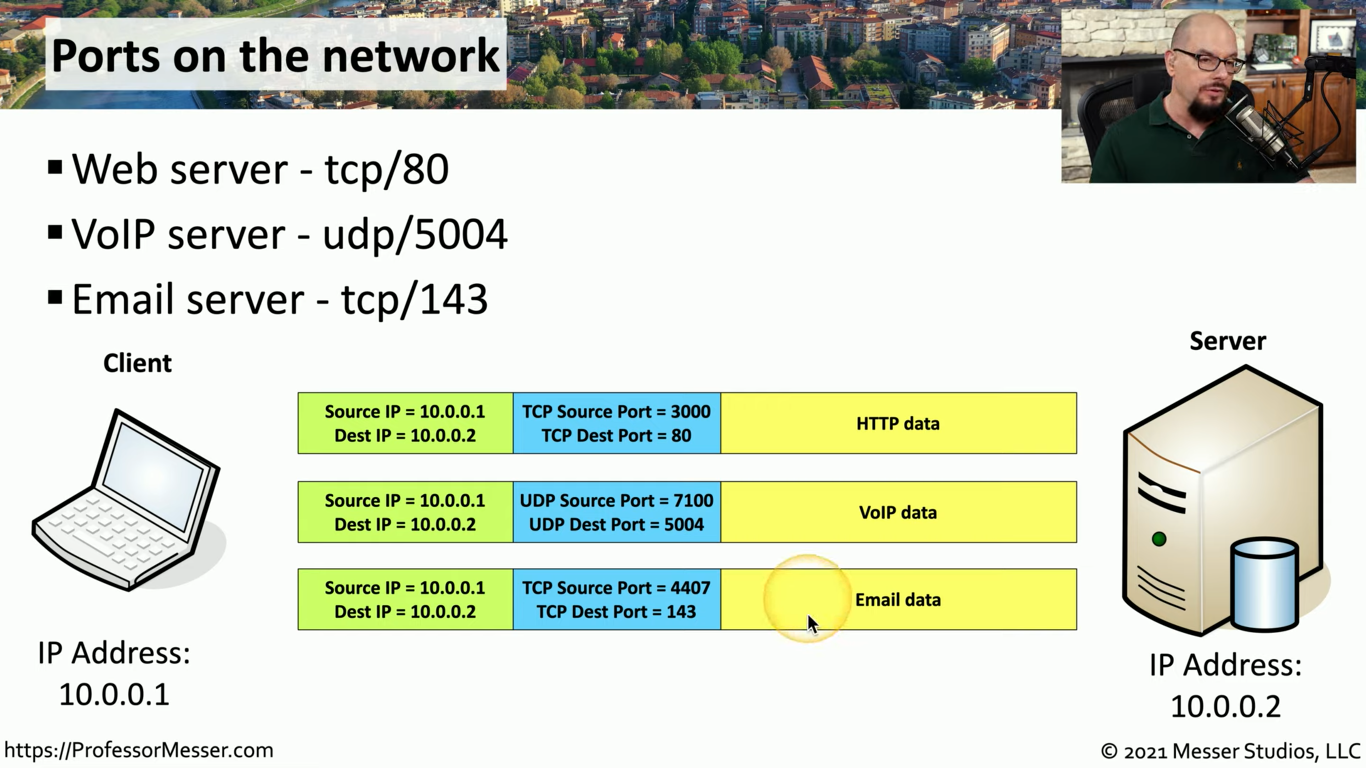 Ports on the network
▪ Web server - tcp/80
▪ VoIP server - udp/5004
▪ Email server - tcp/143
Client
Server
Source IP = 10.0.0.1
Dest IP = 10.0.0.2
TCP Source Port = 3000
TCP Dest Port = 80
HTTP data
Source IP = 10.0.0.1
Dest IP = 10.0.0.2
UDP Source Port = 7100
UDP Dest Port = 5004
VoIP data
Source IP = 10.0.0.1
Dest IP = 10.0.0.2
TCP Source Port = 4407
TCP Dest Port = 143
Email data
IP Address:
10.0.0.1
IP Address:
10.0.0.2
https://ProfessorMesser.com
© 2021 Messer Studios, LLC